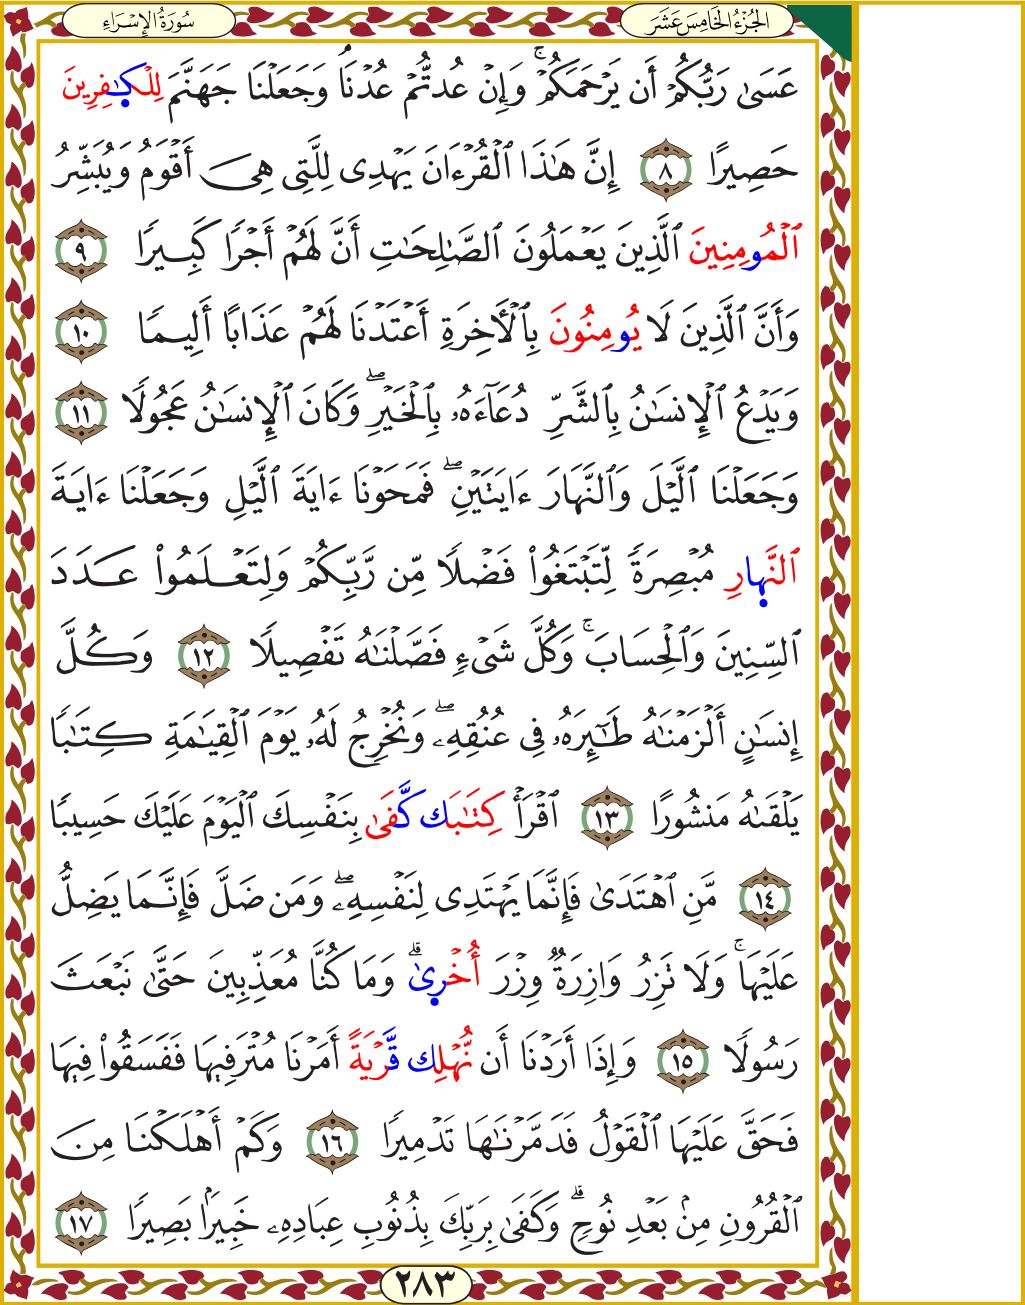 الجُزْءُ الخَامِسَ عَشَرَ
سُورَةُ الإِسْرَاءِ
عَسَىٰ رَبُّكُمْ أَن يَرْحَمَكُمْ ۚ وَإِنْ عُدتُّمْ عُدْنَا ۘ وَجَعَلْنَا جَهَنَّمَ لِلْكَـٰفِرِينَ
حَصِيرًا ٨ إِنَّ هَـٰذَا ٱلْقُرْءَانَ يَهْدِى لِلَّتِى هِىَ أَقْوَمُ وَيُبَشِّرُ
ٱلْمُومِنِينَ ٱلَّذِينَ يَعْمَلُونَ ٱلصَّـٰلِحَـٰتِ أَنَّ لَهُمْ أَجْرًا كَبِيرًا ٩
وَأَنَّ ٱلَّذِينَ لَا يُومِنُونَ بِٱلْـَٔاخِرَةِ أَعْتَدْنَا لَهُمْ عَذَابًا أَلِيمًا ١٠
وَيَدْعُ ٱلْإِنسَـٰنُ بِٱلشَّرِّ دُعَآءَهُۥ بِٱلْخَيْرِ ۖ وَكَانَ ٱلْإِنسَـٰنُ عَجُولًا ١١
وَجَعَلْنَا ٱلَّيْلَ وَٱلنَّهَارَ ءَايَتَيْنِ ۖ فَمَحَوْنَا ءَايَةَ ٱلَّيْلِ وَجَعَلْنَا ءَايَةَ
ٱلنَّهَارِ مُبْصِرَةً لِّتَبْتَغُوا۟ فَضْلًا مِّن رَّبِّكُمْ وَلِتَعْلَمُوا۟ عَدَدَ
ٱلسِّنِينَ وَٱلْحِسَابَ ۚ وَكُلَّ شَىْءٍ فَصَّلْنَـٰهُ تَفْصِيلًا ١٢ وَكُلَّ
إِنسَـٰنٍ أَلْزَمْنَـٰهُ طَـٰٓئِرَهُۥ فِى عُنُقِهِۦ ۖ وَنُخْرِجُ لَهُۥ يَوْمَ ٱلْقِيَـٰمَةِ كِتَـٰبًا
يَلْقَىٰهُ مَنشُورًا ١٣ ٱقْرَأْ كِتَـٰبَك كَّفَىٰ بِنَفْسِكَ ٱلْيَوْمَ عَلَيْكَ حَسِيبًا
١٤ مَّنِ ٱهْتَدَىٰ فَإِنَّمَا يَهْتَدِى لِنَفْسِهِۦ ۖ وَمَن ضَلَّ فَإِنَّمَا يَضِلُّ
عَلَيْهَا ۚ وَلَا تَزِرُ وَازِرَةٌ وِزْرَ أُخْرَىٰ ۗ وَمَا كُنَّا مُعَذِّبِينَ حَتَّىٰ نَبْعَثَ
رَسُولًا ١٥ وَإِذَا أَرَدْنَا أَن نُّهْلِك قَّرْيَةً أَمَرْنَا مُتْرَفِيهَا فَفَسَقُوا۟ فِيهَا
فَحَقَّ عَلَيْهَا ٱلْقَوْلُ فَدَمَّرْنَـٰهَا تَدْمِيرًا ١٦ وَكَمْ أَهْلَكْنَا مِنَ
ٱلْقُرُونِ مِنۢ بَعْدِ نُوحٍ ۗ وَكَفَىٰ بِرَبِّكَ بِذُنُوبِ عِبَادِهِۦ خَبِيرًۢا بَصِيرًا ١٧
٢٨٣